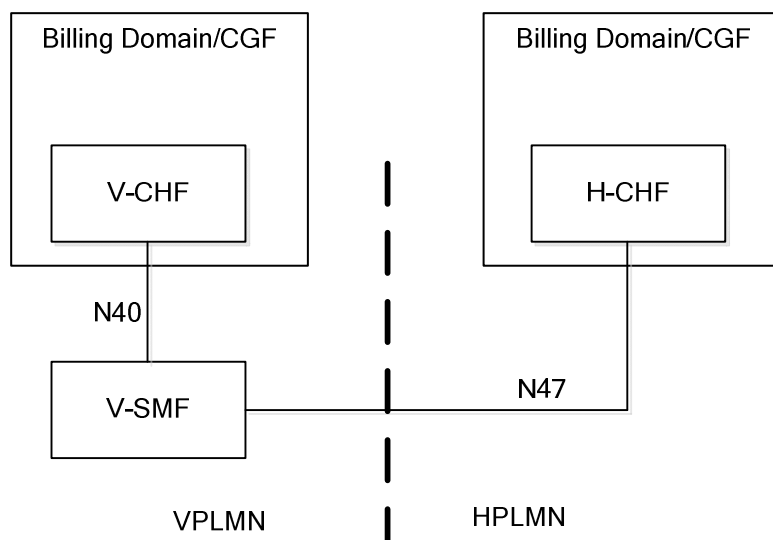 Billing Domain/CGF
Billing Domain/CGF
V-CHF
H-CHF
N40
V-SMF
N47
VPLMN
HPLMN